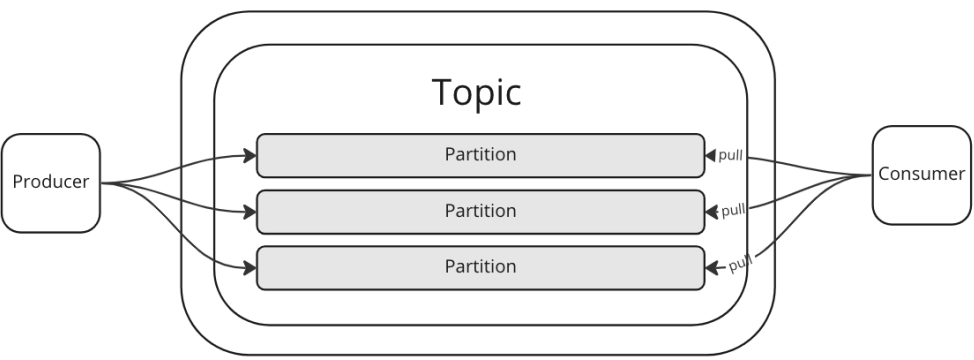 Topic
Producer
Partition
pull
Partition
pull
Partition
pull
Consumer